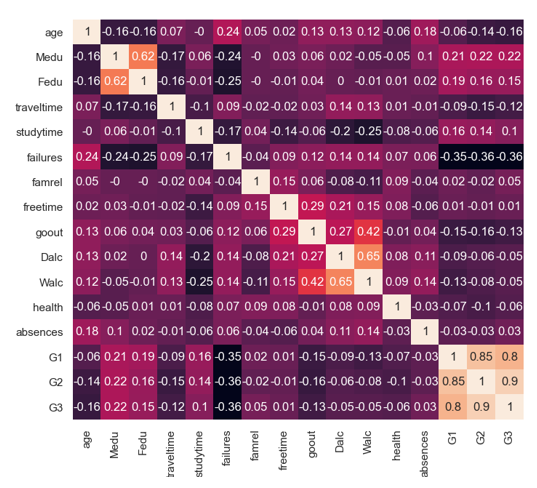 age 1 -0.16 -0.16 0.07 -0 0.24 0.05 0.02 0.13 0.13 0.12 -0.06 0.18 -0.06 -0.14 -0.16
Medu -0.16 1 0.62 -0.17 0.06 -0.24 -0 0.03 0.06 0.02 -0.05 -0.05 0.1 0.21 0.22 0.22
Fedu -0.16 0.62 1 -0.16 -0.01 -0.25 -0 -0.01 0.04 0 -0.01 0.01 0.02 0.19 0.16 0.15
traveltime 0.07 -0.17 -0.16 1 -0.1 0.09 -0.02 -0.02 0.03 0.14 0.13 0.01 -0.01 -0.09 -0.15 -0.12
studytime -0 0.06 -0.01 -0.1 1 -0.17 0.04 -0.14 -0.06 -0.2 -0.25 -0.08 -0.06 0.16 0.14 0.1
failures 0.24 -0.24 -0.25 0.09 -0.17 1 -0.04 0.09 0.12 0.14 0.14 0.07 0.06 -0.35 -0.36 -0.36
famrel 0.05 -0 -0 -0.02 0.04 -0.04 1 0.15 0.06 -0.08 -0.11 0.09 -0.04 0.02 -0.02 0.05
freetime 0.02 0.03 -0.01 -0.02 -0.14 0.09 0.15 1 0.29 0.21 0.15 0.08 -0.06 0.01 -0.01 0.01
goout 0.13 0.06 0.04 0.03 -0.06 0.12 0.06 0.29 1 0.27 0.42 -0.01 0.04 -0.15 -0.16 -0.13
Dalc 0.13 0.02 0 0.14 -0.2 0.14 -0.08 0.21 0.27 1 0.65 0.08 0.11 -0.09 -0.06 -0.05
Walc 0.12 -0.05 -0.01 0.13 -0.25 0.14 -0.11 0.15 0.42 0.65 1 0.09 0.14 -0.13 -0.08 -0.05
health -0.06 -0.05 0.01 0.01 -0.08 0.07 0.09 0.08 -0.01 0.08 0.09 1 -0.03 -0.07 -0.1 -0.06
absences 0.18 0.1 0.02 -0.01 -0.06 0.06 -0.04 -0.06 0.04 0.11 0.14 -0.03 1 -0.03 -0.03 0.03
G1 -0.06 0.21 0.19 -0.09 0.16 -0.35 0.02 0.01 -0.15 -0.09 -0.13 -0.07 -0.03 1 0.85 0.8
G2 -0.14 0.22 0.16 -0.15 0.14 -0.36 -0.02 -0.01 -0.16 -0.06 -0.08 -0.1 -0.03 0.85 1 0.9
G3 -0.16 0.22 0.15 -0.12 0.1 -0.36 0.05 0.01 -0.13 -0.05 -0.05 -0.06 0.03 0.8 0.9 1
age Medu Fedu traveltime studytime failures famrel freetime goout Dalc Walc health absences G1 G2 G3